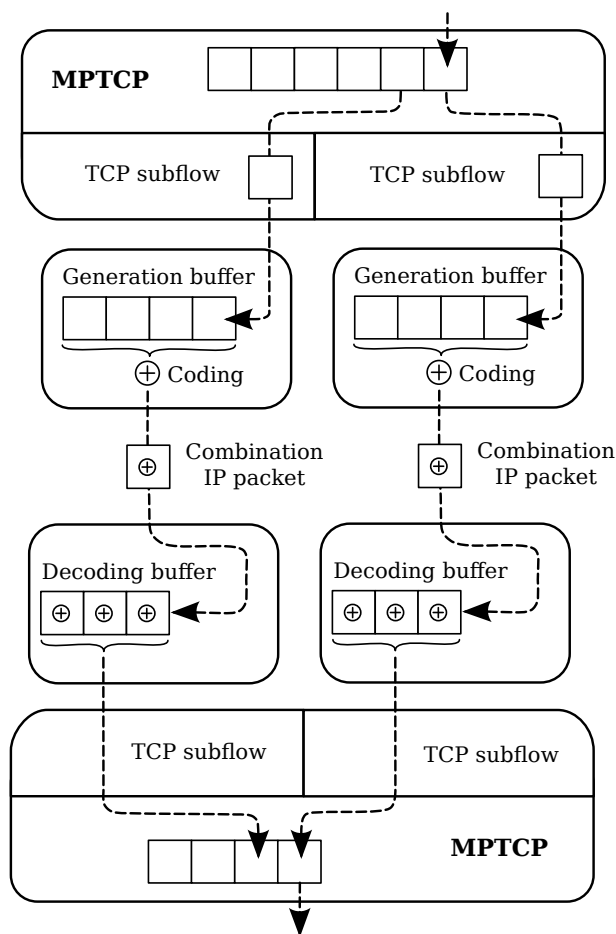 MPTCP
TCP subflow
TCP subflow
Generation buffer
Generation buffer
Coding
Coding
Combination
IP packet
Combination
IP packet
Decoding buffer
Decoding buffer
TCP subflow
TCP subflow
MPTCP